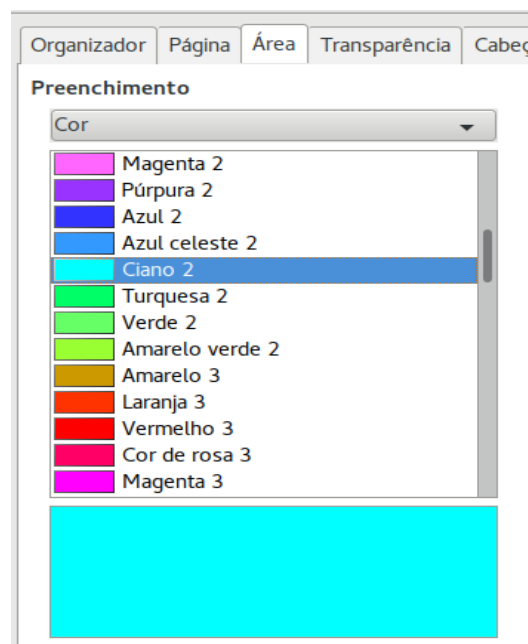 Organizador Página Área Transparência Cabeç
Preenchimento
Cor
Magenta 2
Púrpura 2
Azul 2
Azul celeste 2
Ciano 2
Turquesa 2
Verde 2
Amarelo verde 2
Amarelo 3
Laranja 3
Vermelho 3
Cor de rosa 3
Magenta 3